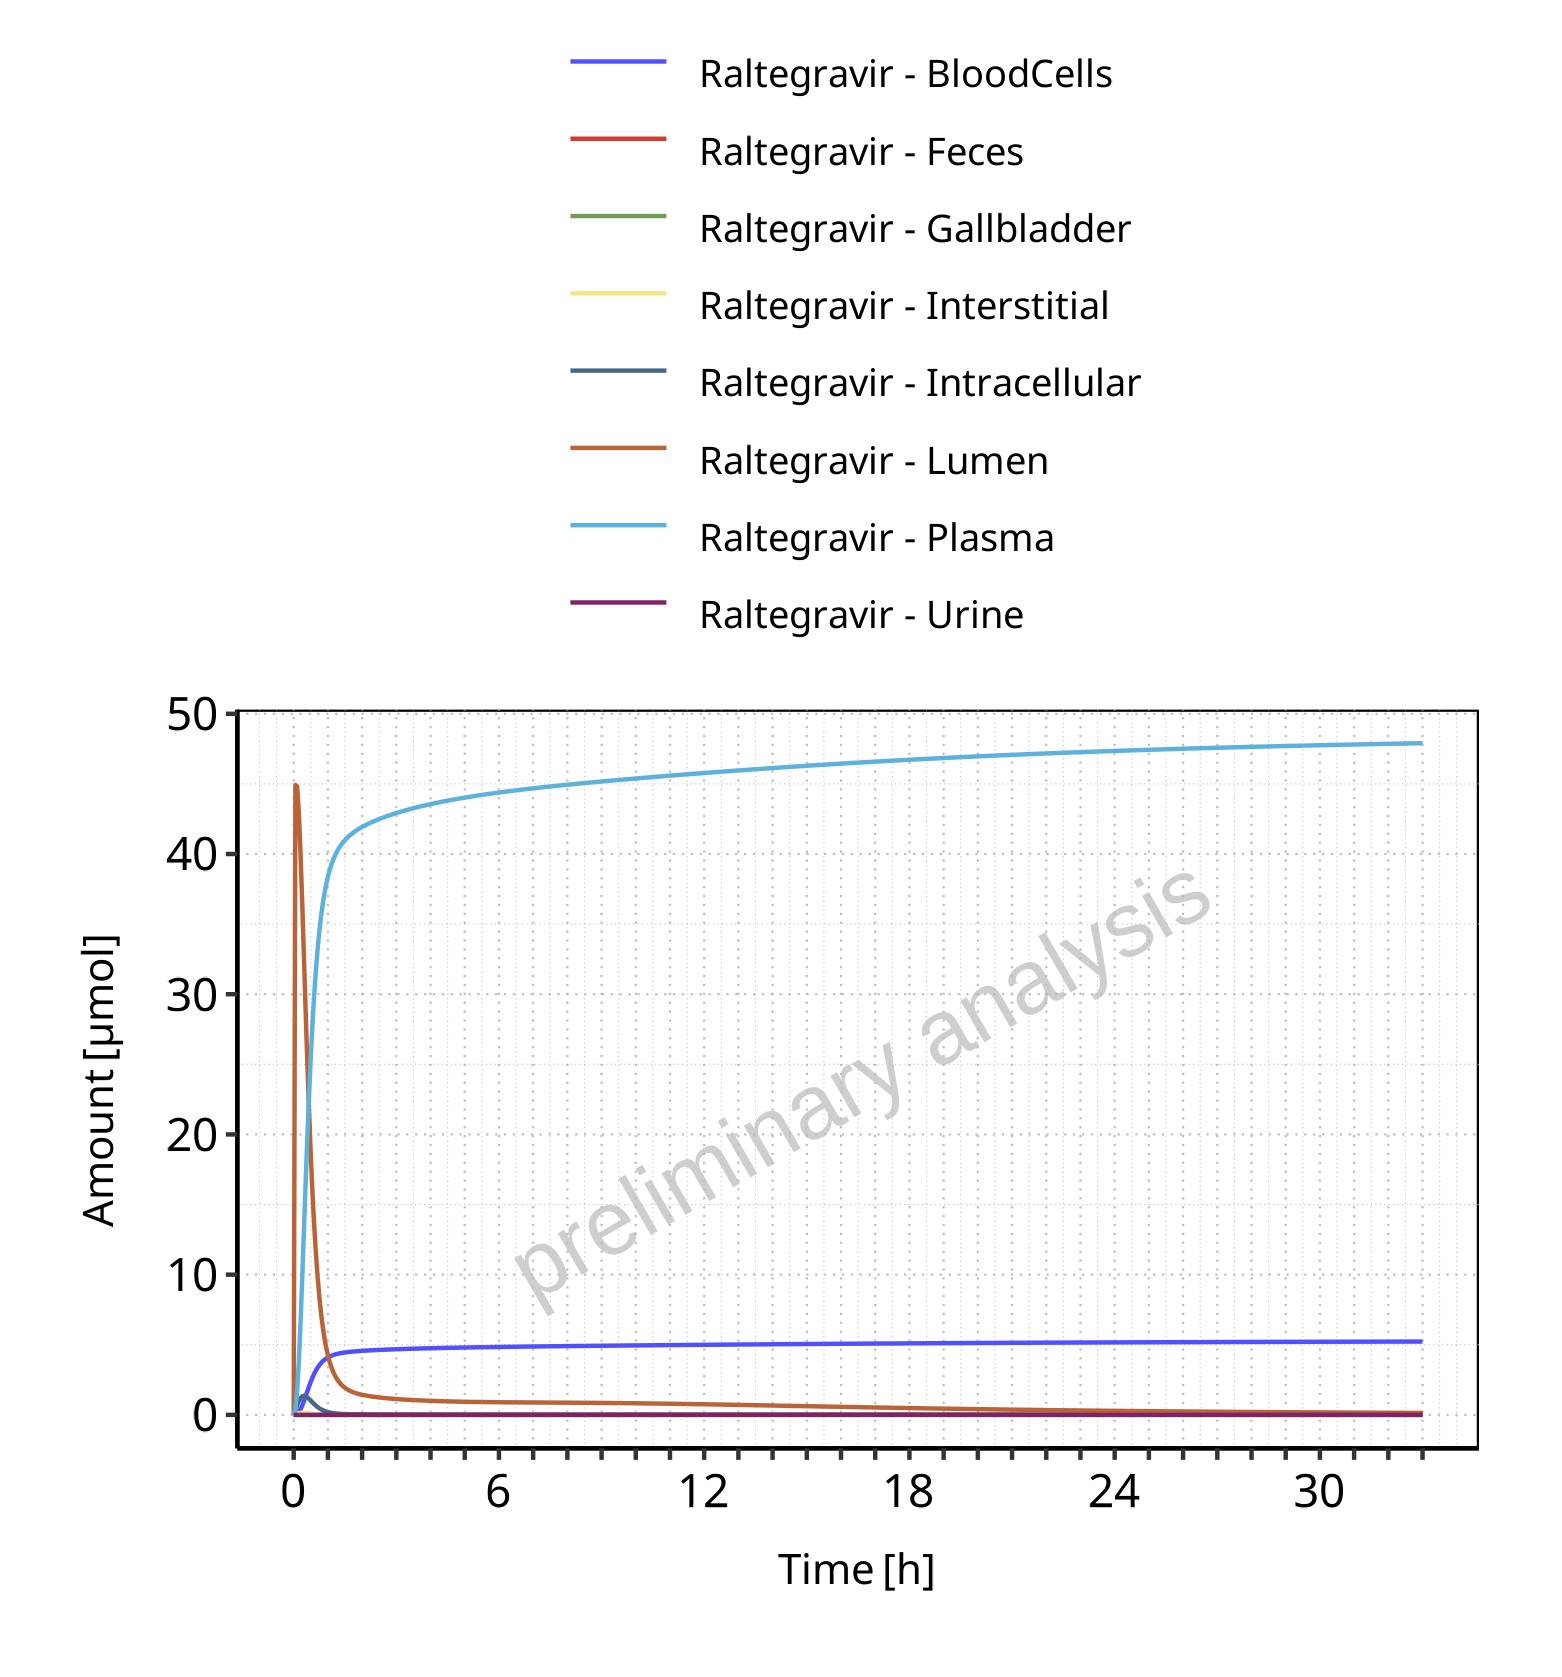 Raltegravir - BloodCells
Raltegravir - Feces
Raltegravir - Gallbladder
Raltegravir - Interstitial
Raltegravir - Intracellular
Raltegravir - Lumen
Raltegravir - Plasma
Raltegravir - Urine
50
40
30
20
10
0
Amount [µmol]
preliminary analysis
0 6 12 18 24 30
Time [h]